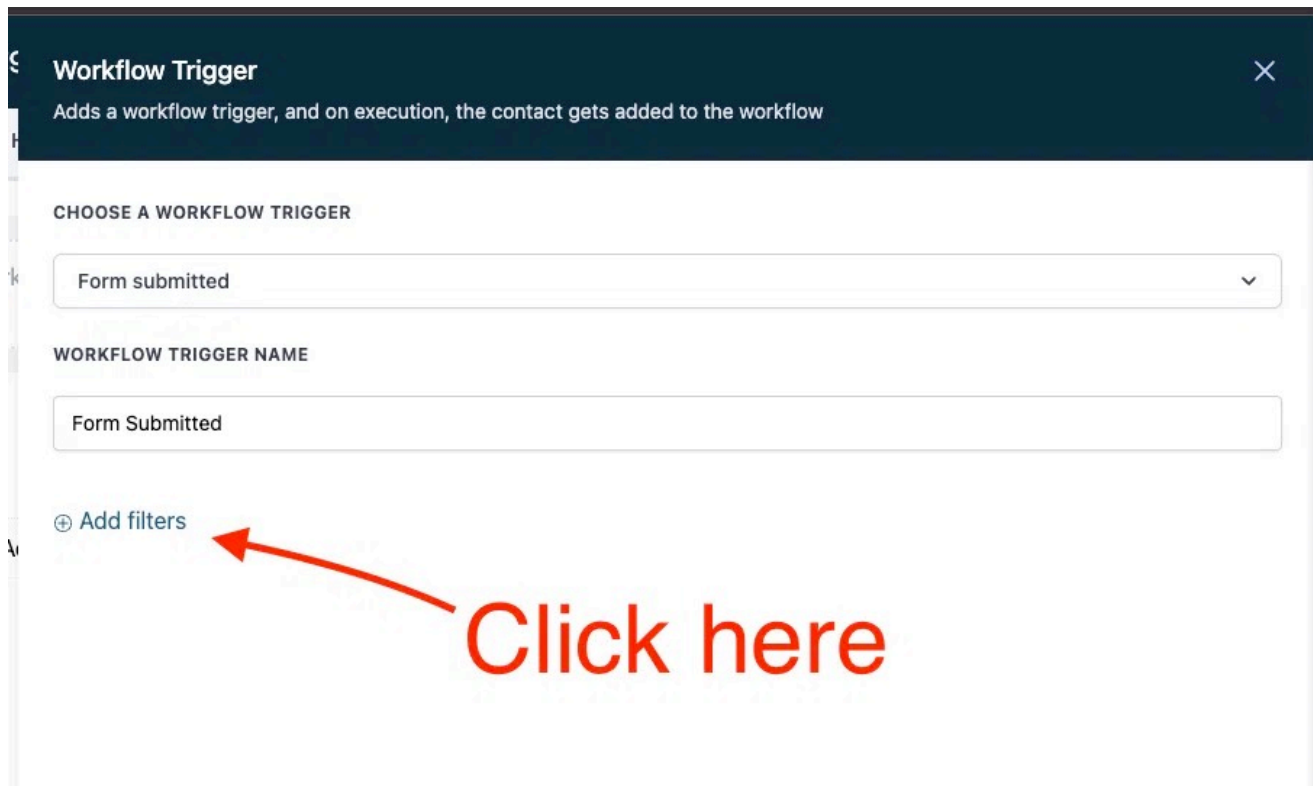 Workflow Trigger
Adds a workflow trigger, and on execution, the contact gets added to the workflow
CHOOSE A WORKFLOW TRIGGER
Form submitted
WORKFLOW TRIGGER NAME
Form Submitted
Add filters
Click here